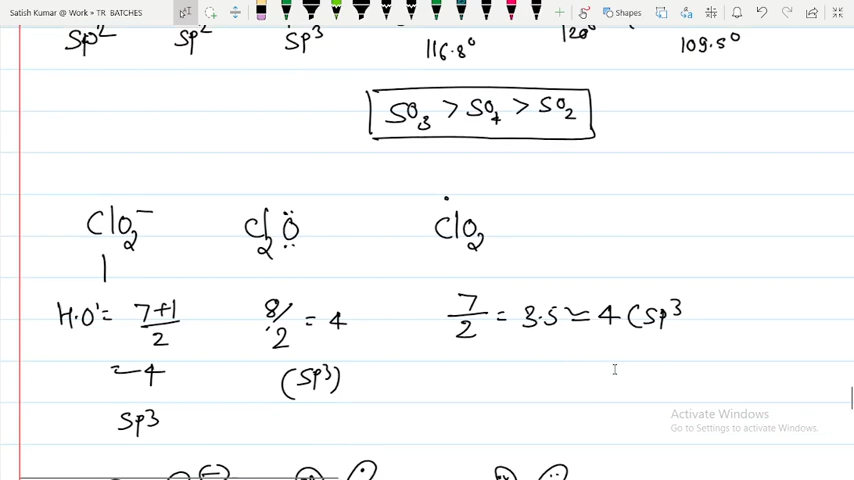 Satish Kumar @ Work » TR BATCHES
Shapes
Sp2 Sp2 Sp3
116.8° 120° 109.5°
SO3 > SO4 > SO2
ClO2− Cl2O ClO2
H.O' = 7+1/2 8/2 = 4 7/2 = 3.5 ≃ 4 (Sp3
= 4 (Sp3)
Sp3
Activate Windows
Go to Settings to activate Windows.